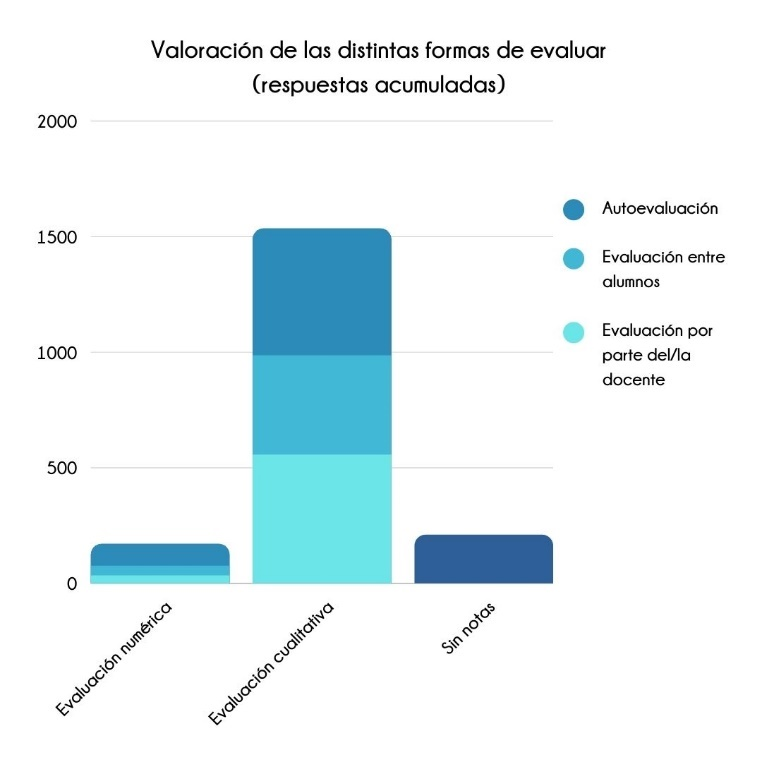 Valoración de las distintas formas de evaluar
(respuestas acumuladas)
2000
1500
1000
500
0
Autoevaluación
Evaluación entre
alumnos
Evaluación por
parte del/la
docente
Evaluación numérica
Evaluación cualitativa
Sin notas